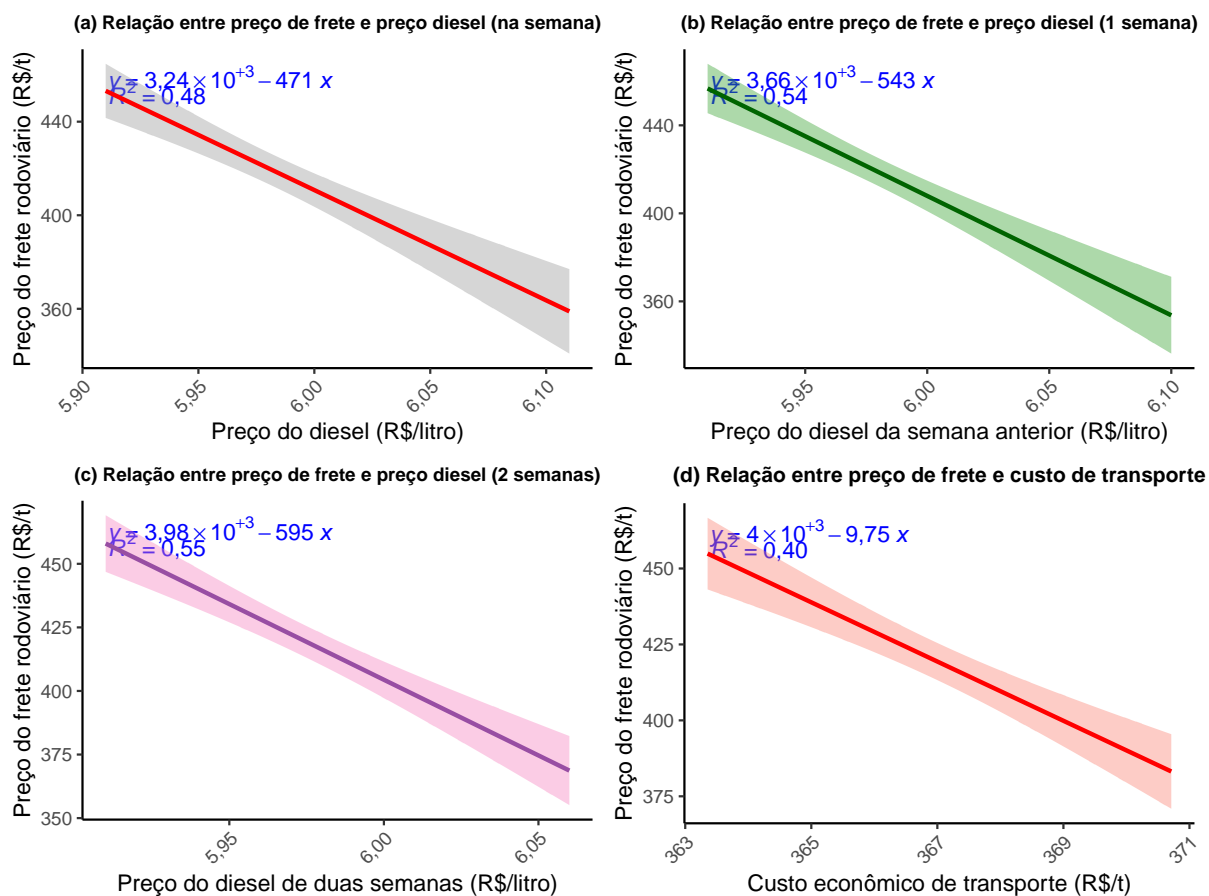 (a) Relação entre preço de frete e preço diesel (na semana)
y = 3,24 × 10⁺³ − 471 x
R² = 0,48
Preço do frete rodoviário (R$/t)
440
400
360
5,90
5,95
6,00
6,05
6,10
Preço do diesel (R$/litro)
(b) Relação entre preço de frete e preço diesel (1 semana)
y = 3,66 × 10⁺³ − 543 x
R² = 0,54
Preço do frete rodoviário (R$/t)
440
400
360
5,95
6,00
6,05
6,10
Preço do diesel da semana anterior (R$/litro)
(c) Relação entre preço de frete e preço diesel (2 semanas)
y = 3,98 × 10⁺³ − 595 x
R² = 0,55
Preço do frete rodoviário (R$/t)
450
425
400
375
350
5,95
6,00
6,05
Preço do diesel de duas semanas (R$/litro)
(d) Relação entre preço de frete e custo de transporte
y = 4 × 10⁺³ − 9,75 x
R² = 0,40
Preço do frete rodoviário (R$/t)
450
425
400
375
363
365
367
369
371
Custo econômico de transporte (R$/t)